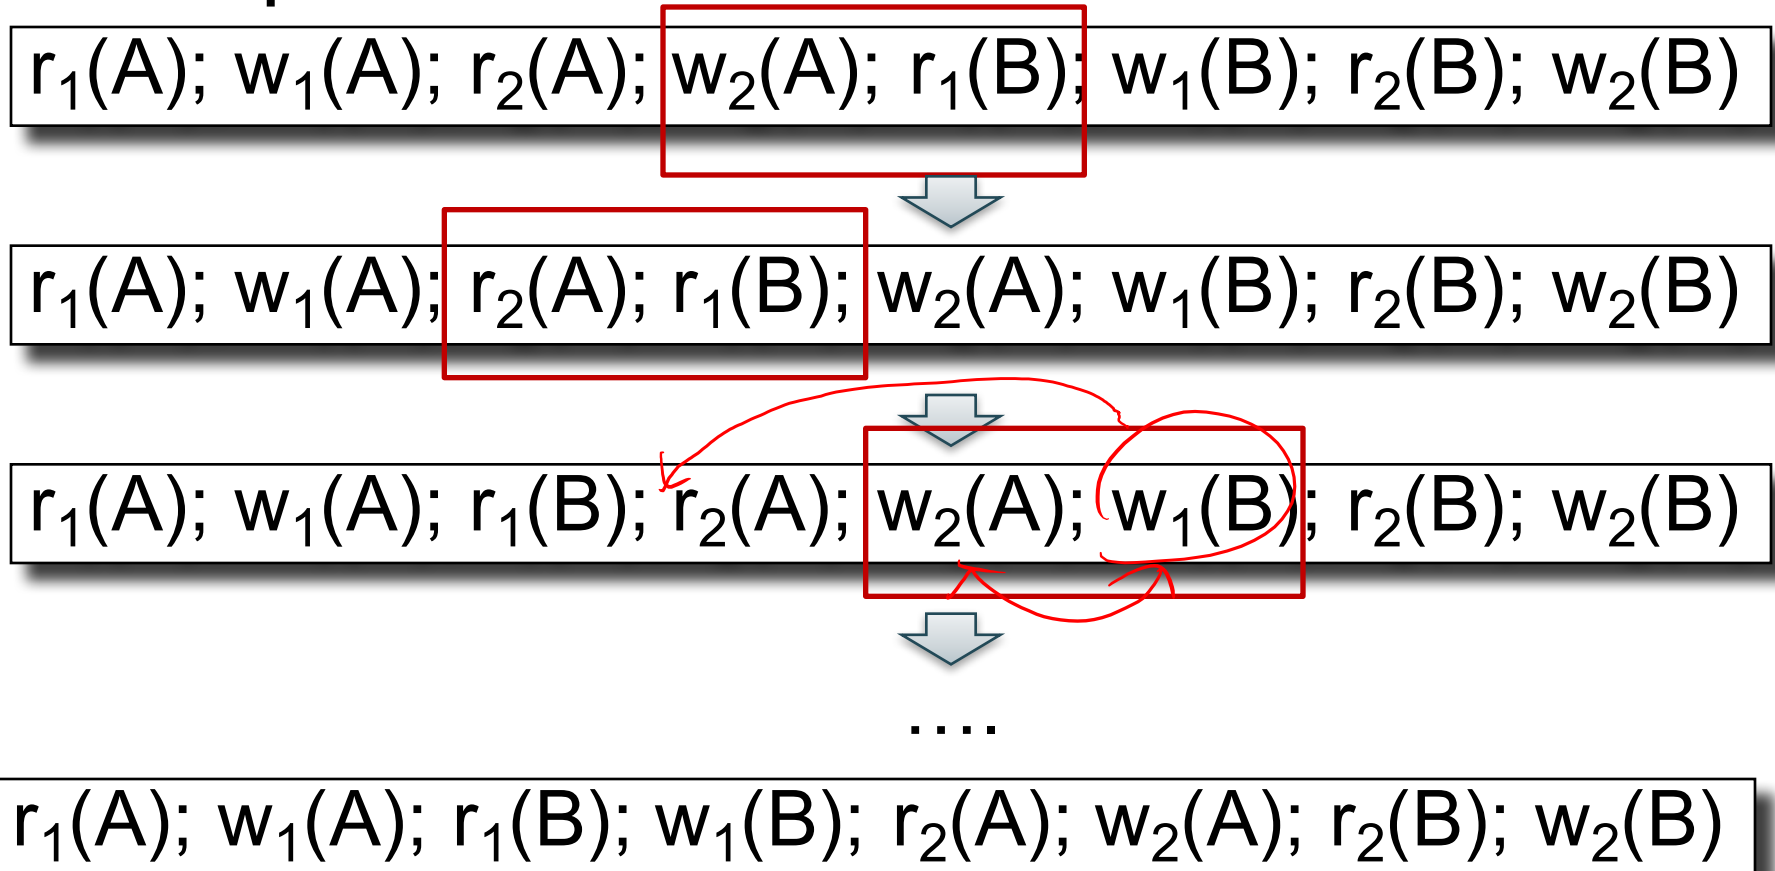 r₁(A); w₁(A); r₂(A); w₂(A); r₁(B); w₁(B); r₂(B); w₂(B)
r₁(A); w₁(A); r₂(A); r₁(B); w₂(A); w₁(B); r₂(B); w₂(B)
r₁(A); w₁(A); r₁(B); r₂(A); w₂(A); w₁(B); r₂(B); w₂(B)
....
r₁(A); w₁(A); r₁(B); w₁(B); r₂(A); w₂(A); r₂(B); w₂(B)